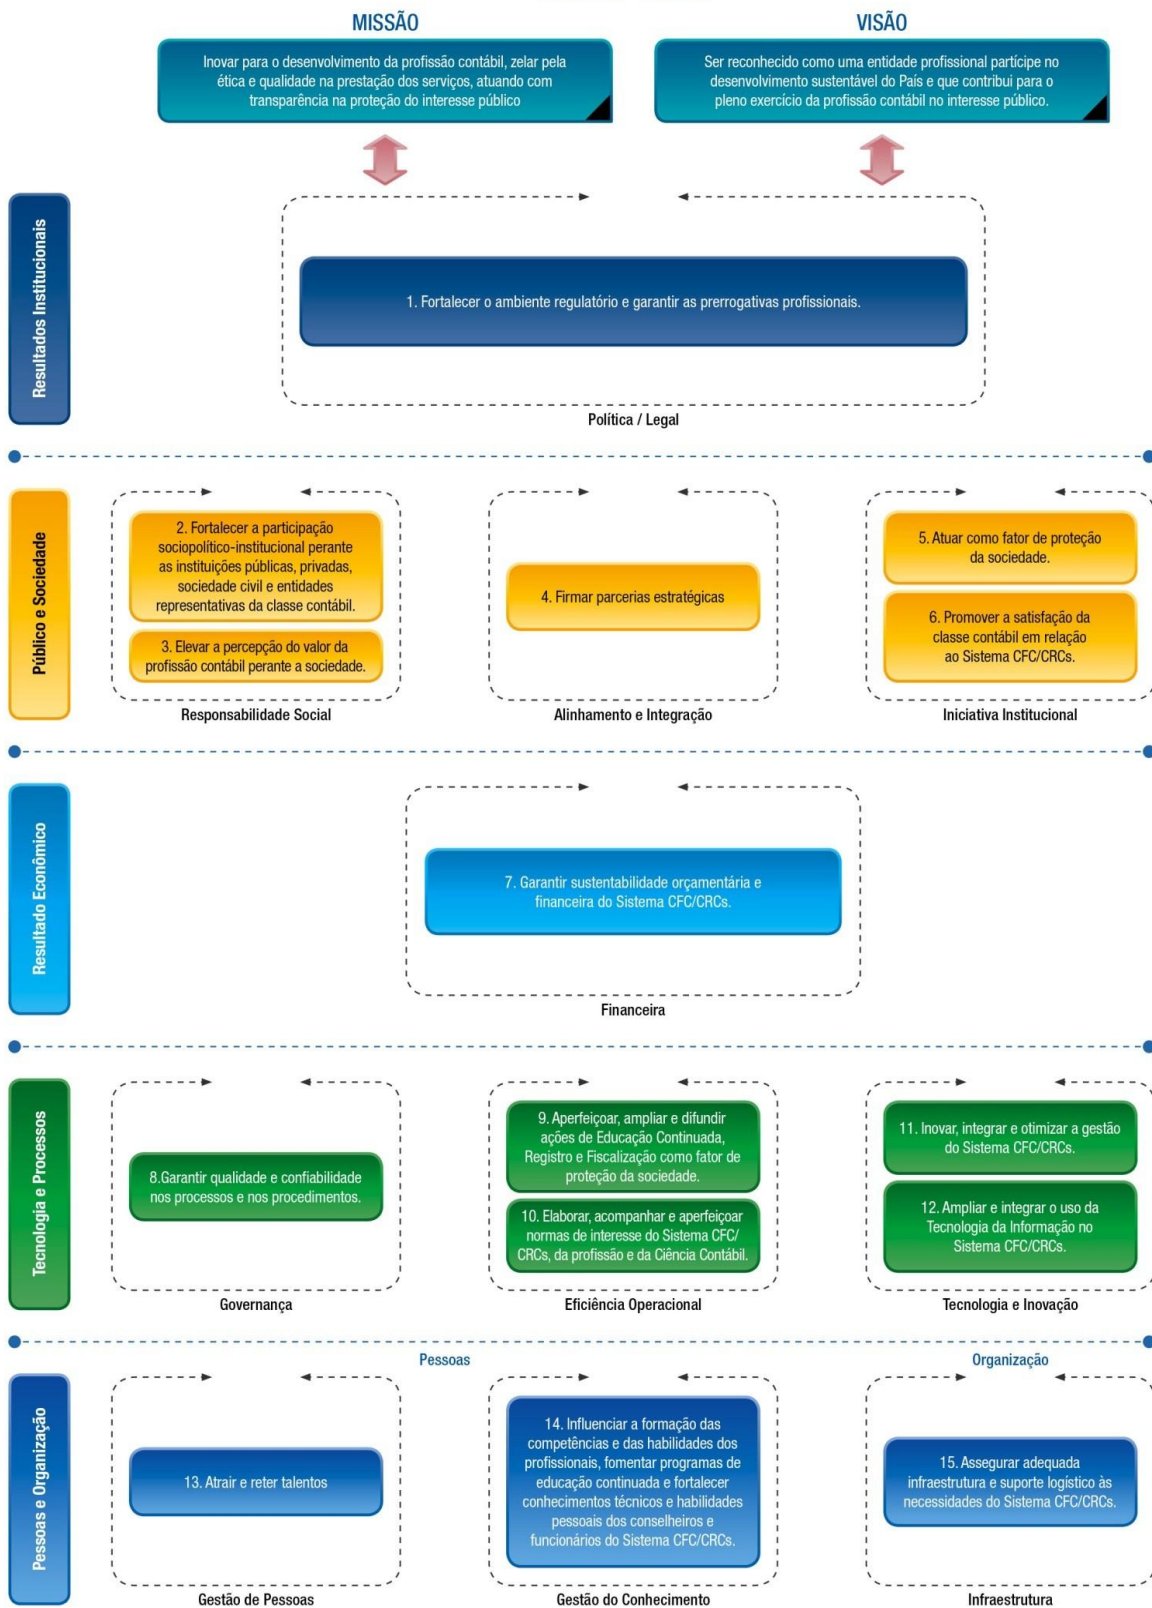 MISSÃO
Inovar para o desenvolvimento da profissão contábil, zelar pela
ética e qualidade na prestação dos serviços, atuando com
transparência na proteção do interesse público
VISÃO
Ser reconhecido como uma entidade profissional partícipe no
desenvolvimento sustentável do País e que contribui para o
pleno exercício da profissão contábil no interesse público.
Resultados Institucionais
1. Fortalecer o ambiente regulatório e garantir as prerrogativas profissionais.
Política / Legal
Público e Sociedade
2. Fortalecer a participação
sociopolítico-institucional perante
as instituições públicas, privadas,
sociedade civil e entidades
representativas da classe contábil.
3. Elevar a percepção do valor da
profissão contábil perante a sociedade.
Responsabilidade Social
4. Firmar parcerias estratégicas
Alinhamento e Integração
5. Atuar como fator de proteção
da sociedade.
6. Promover a satisfação da
classe contábil em relação
ao Sistema CFC/CRCs.
Iniciativa Institucional
Resultado Econômico
7. Garantir sustentabilidade orçamentária e
financeira do Sistema CFC/CRCs.
Financeira
Tecnologia e Processos
8.Garantir qualidade e confiabilidade
nos processos e nos procedimentos.
Governança
9. Aperfeiçoar, ampliar e difundir
ações de Educação Continuada,
Registro e Fiscalização como fator de
proteção da sociedade.
10. Elaborar, acompanhar e aperfeiçoar
normas de interesse do Sistema CFC/
CRCs, da profissão e da Ciência Contábil.
Eficiência Operacional
11. Inovar, integrar e otimizar a gestão
do Sistema CFC/CRCs.
12. Ampliar e integrar o uso da
Tecnologia da Informação no
Sistema CFC/CRCs.
Tecnologia e Inovação
Pessoas e Organização
Pessoas
13. Atrair e reter talentos
Gestão de Pessoas
14. Influenciar a formação das
competências e das habilidades dos
profissionais, fomentar programas de
educação continuada e fortalecer
conhecimentos técnicos e habilidades
pessoais dos conselheiros e
funcionários do Sistema CFC/CRCs.
Gestão do Conhecimento
Organização
15. Assegurar adequada
infraestrutura e suporte logístico às
necessidades do Sistema CFC/CRCs.
Infraestrutura